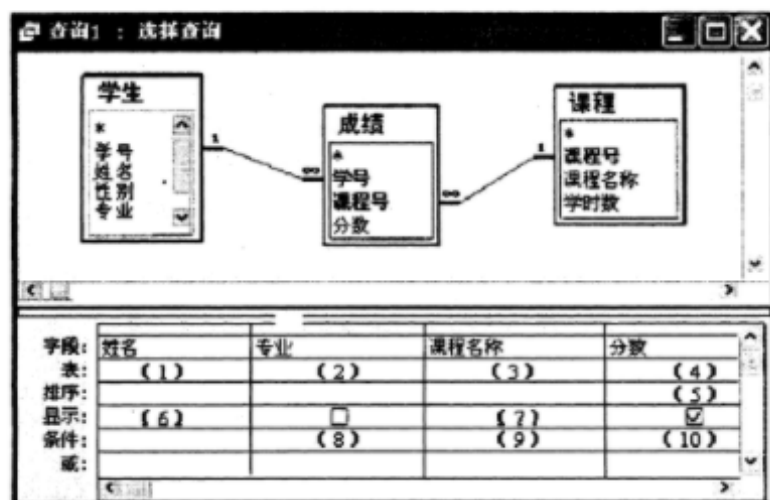 查询1 : 选择查询
学生
*
学号
姓名
性别
专业
1
∞
成绩
*
学号
课程号
分数
∞
1
课程
*
课程号
课程名称
学时数
字段: 姓名 专业 课程名称 分数
表: (1) (2) (3) (4)
排序: (5)
显示: (6) (7)
条件: (8) (9) (10)
或: